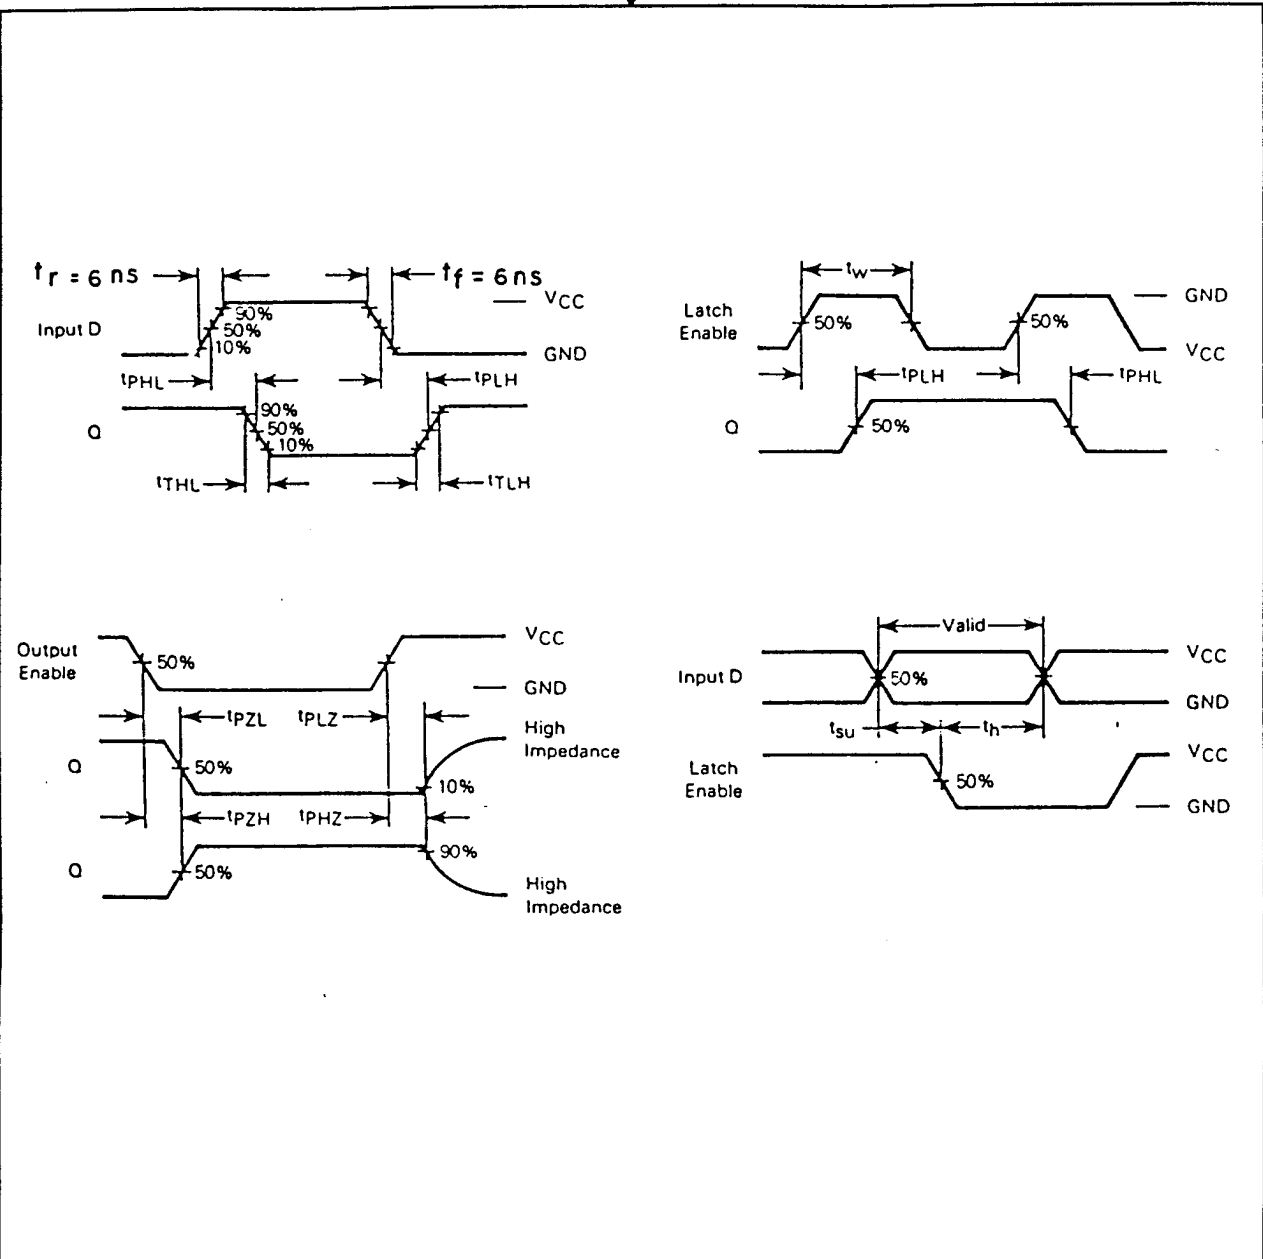 tr = 6 ns
tf = 6 ns
VCC
Input D
90%
50%
10%
GND
tPHL
tPLH
Q
90%
50%
10%
tTHL
tTLH
tW
GND
Latch
Enable
50%
50%
VCC
tPLH
tPHL
Q
50%
VCC
Output
Enable
50%
GND
tPZL
tPLZ
High
Impedance
Q
50%
10%
tPZH
tPHZ
Q
50%
90%
High
Impedance
Valid
VCC
Input D
50%
GND
tsu
th
VCC
Latch
Enable
50%
GND